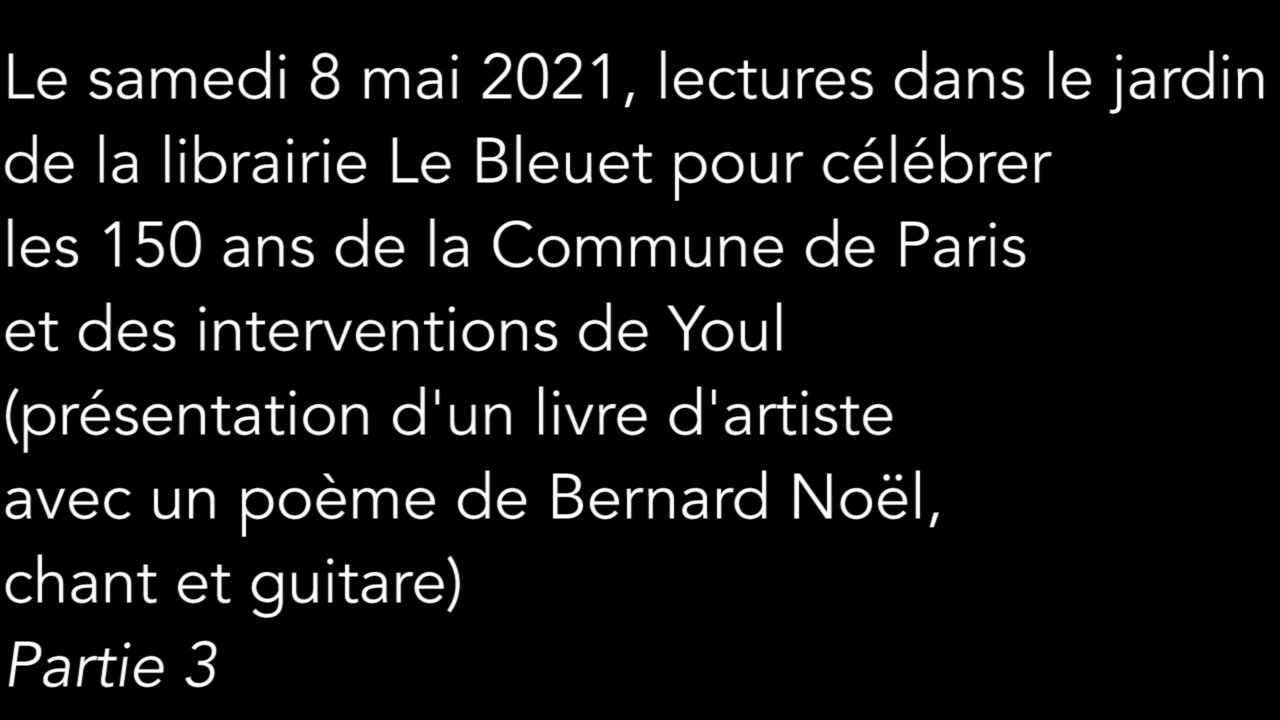 Le samedi 8 mai 2021, lectures dans le jardin
de la librairie Le Bleuet pour célébrer
les 150 ans de la Commune de Paris
et des interventions de Youl
(présentation d'un livre d'artiste
avec un poème de Bernard Noël,
chant et guitare)
Partie 3